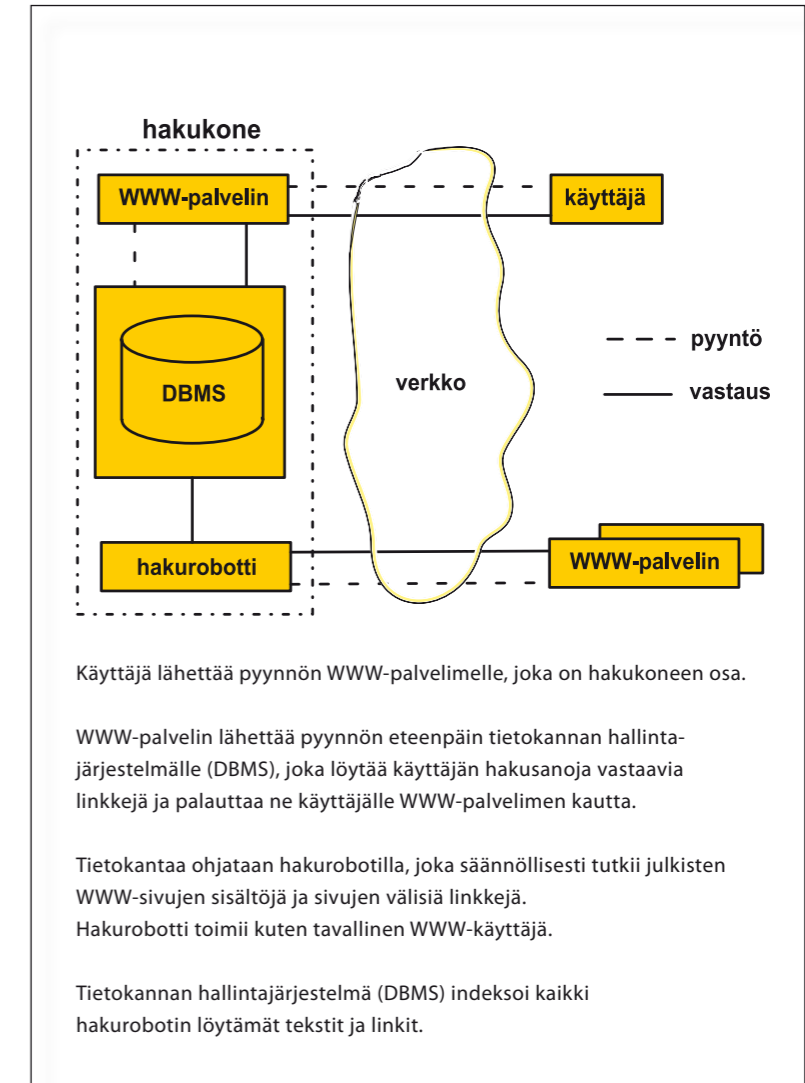 hakukone
WWW-palvelin
käyttäjä
pyyntö
verkko
DBMS
vastaus
hakurobotti
WWW-palvelin
Käyttäjä lähettää pyynnön WWW-palvelimelle, joka on hakukoneen osa.
WWW-palvelin lähettää pyynnön eteenpäin tietokannan hallinta-
järjestelmälle (DBMS), joka löytää käyttäjän hakusanoja vastaavia
linkkejä ja palauttaa ne käyttäjälle WWW-palvelimen kautta.
Tietokantaa ohjataan hakurobotilla, joka säännöllisesti tutkii julkisten
WWW-sivujen sisältöjä ja sivujen välisiä linkkejä.
Hakurobotti toimii kuten tavallinen WWW-käyttäjä.
Tietokannan hallintajärjestelmä (DBMS) indeksoi kaikki
hakurobotin löytämät tekstit ja linkit.